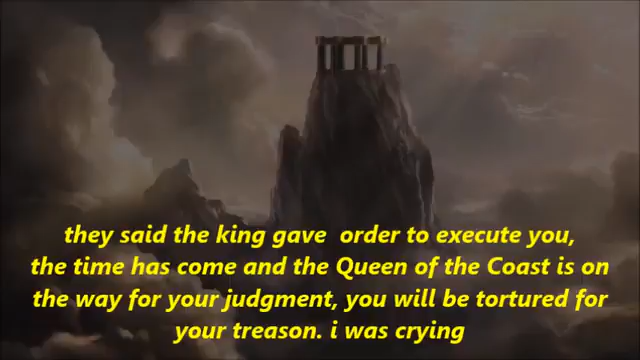 they said the king gave  order to execute you,
the time has come and the Queen of the Coast is on
the way for your judgment, you will be tortured for
your treason. i was crying